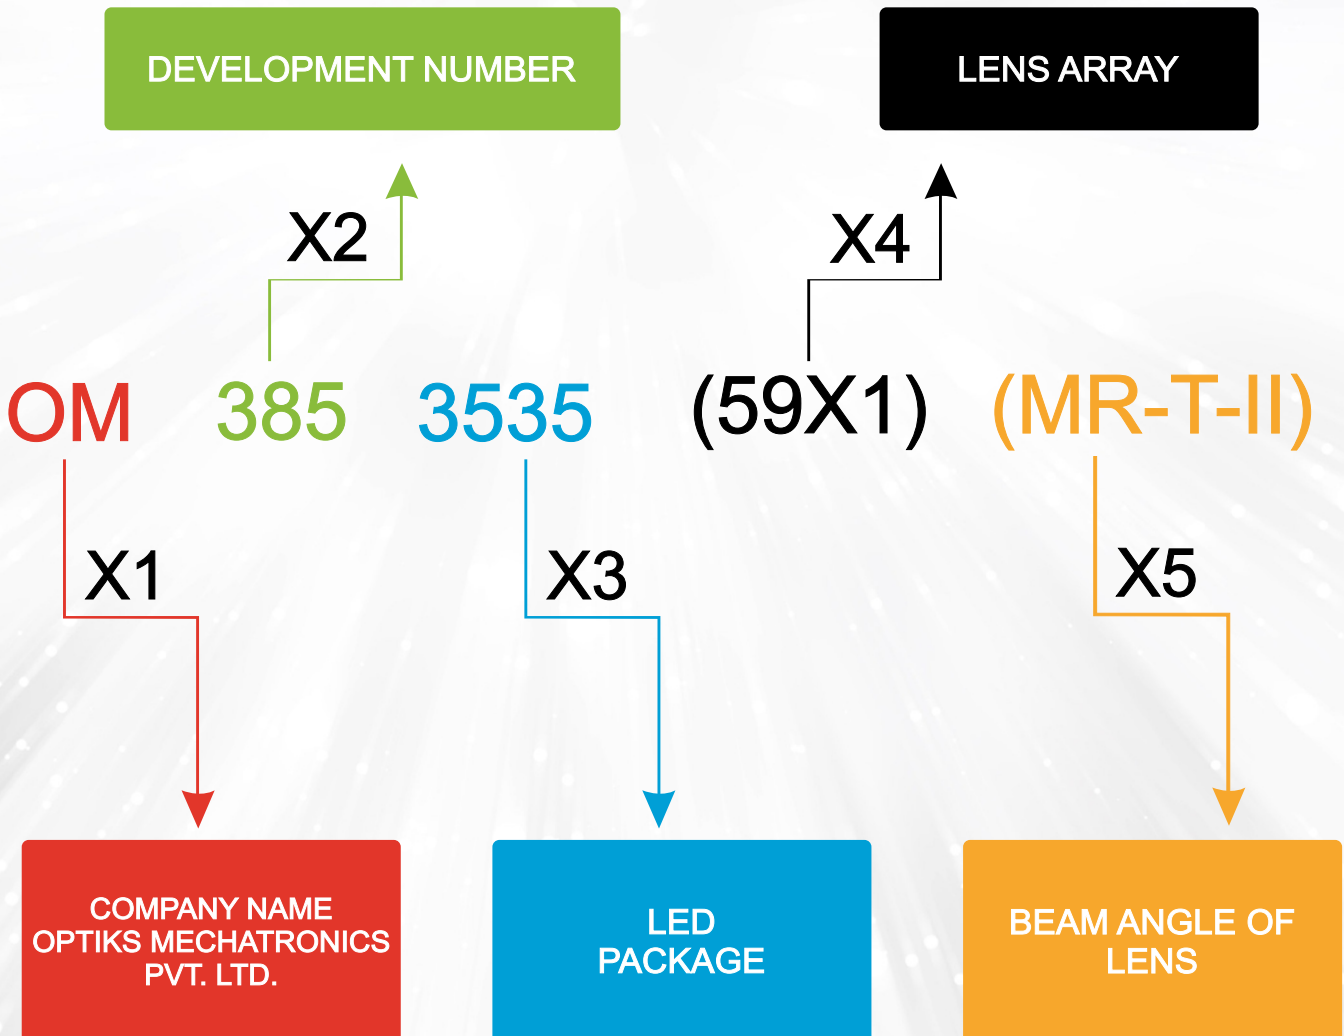 DEVELOPMENT NUMBER
LENS ARRAY
X2
X4
OM 385 3535 (59X1) (MR-T-II)
X1
X3
X5
COMPANY NAME
OPTIKS MECHATRONICS
PVT. LTD.
LED
PACKAGE
BEAM ANGLE OF
LENS